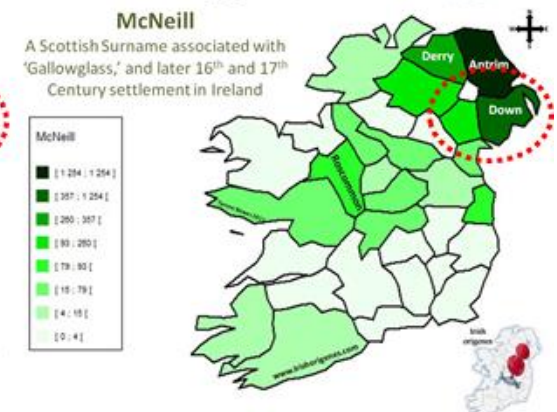 McNeill
A Scottish Surname associated with
‘Gallowglass,’ and later 16th and 17th
Century settlement in Ireland
McNeill
[ 1 254 ; 1 254 ]
[ 357 ; 1 254 [
[ 260 ; 357 [
[ 93 ; 260 [
[ 79 ; 93 [
[ 15 ; 79 [
[ 4 ; 15 [
[ 0 ; 4 [
Derry
Antrim
Down
Roscommon
www.irishorigenes.com
Irish
origenes